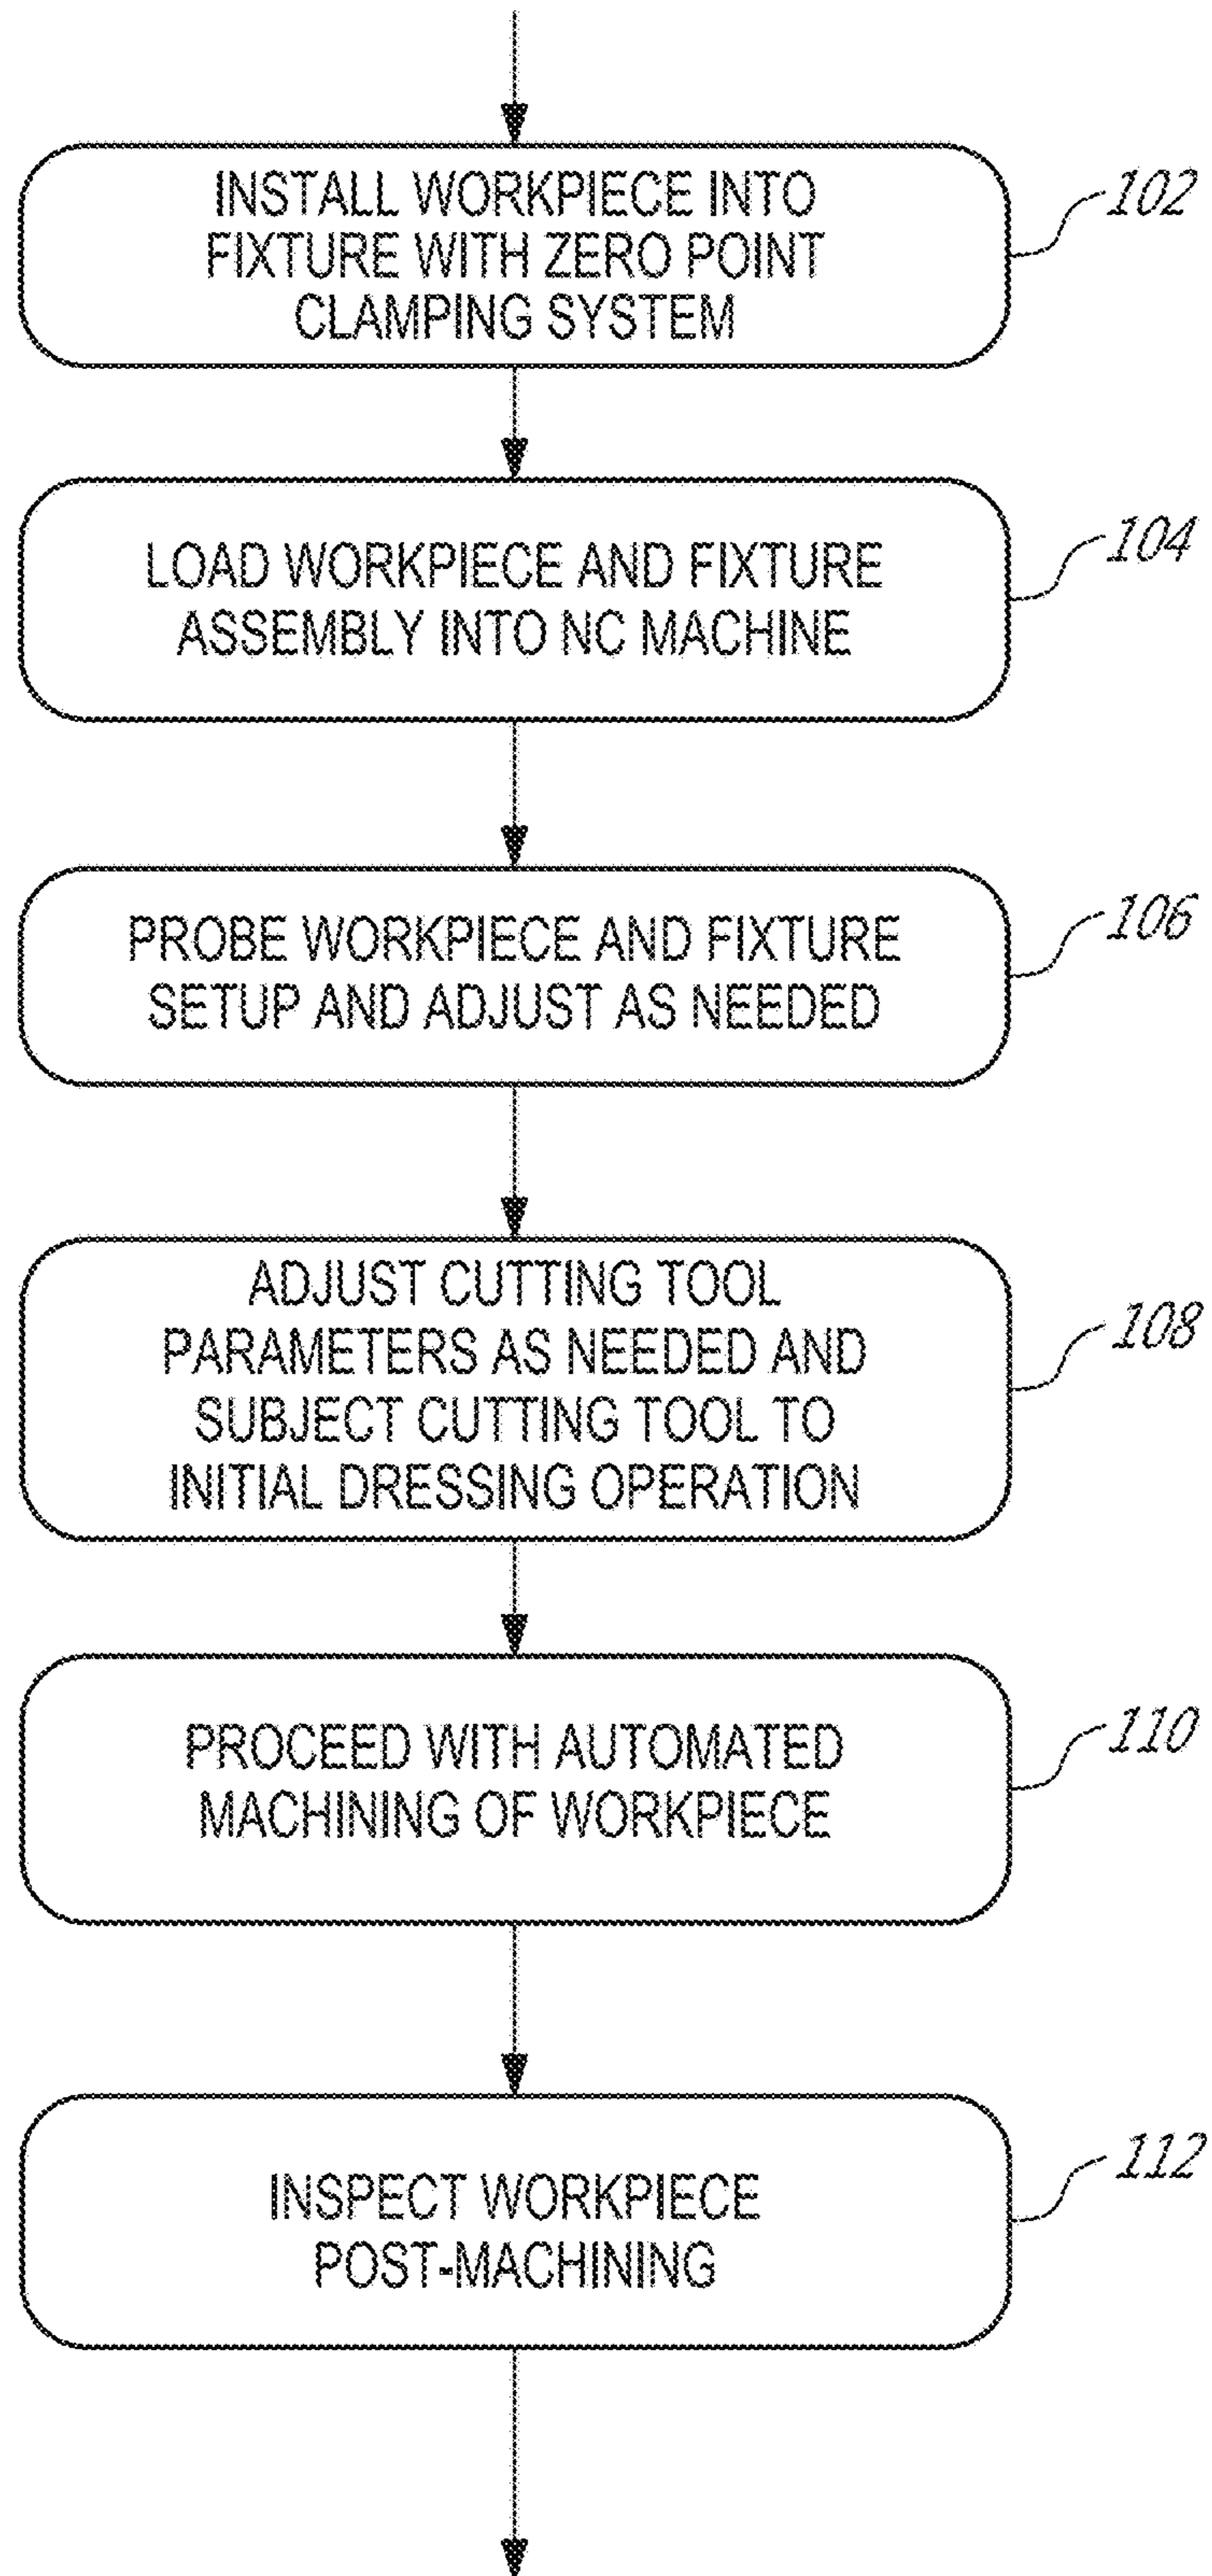 INSTALL WORKPIECE INTO
FIXTURE WITH ZERO POINT
CLAMPING SYSTEM
102
LOAD WORKPIECE AND FIXTURE
ASSEMBLY INTO NC MACHINE
104
PROBE WORKPIECE AND FIXTURE
SETUP AND ADJUST AS NEEDED
106
ADJUST CUTTING TOOL
PARAMETERS AS NEEDED AND
SUBJECT CUTTING TOOL TO
INITIAL DRESSING OPERATION
108
PROCEED WITH AUTOMATED
MACHINING OF WORKPIECE
110
INSPECT WORKPIECE
POST-MACHINING
112